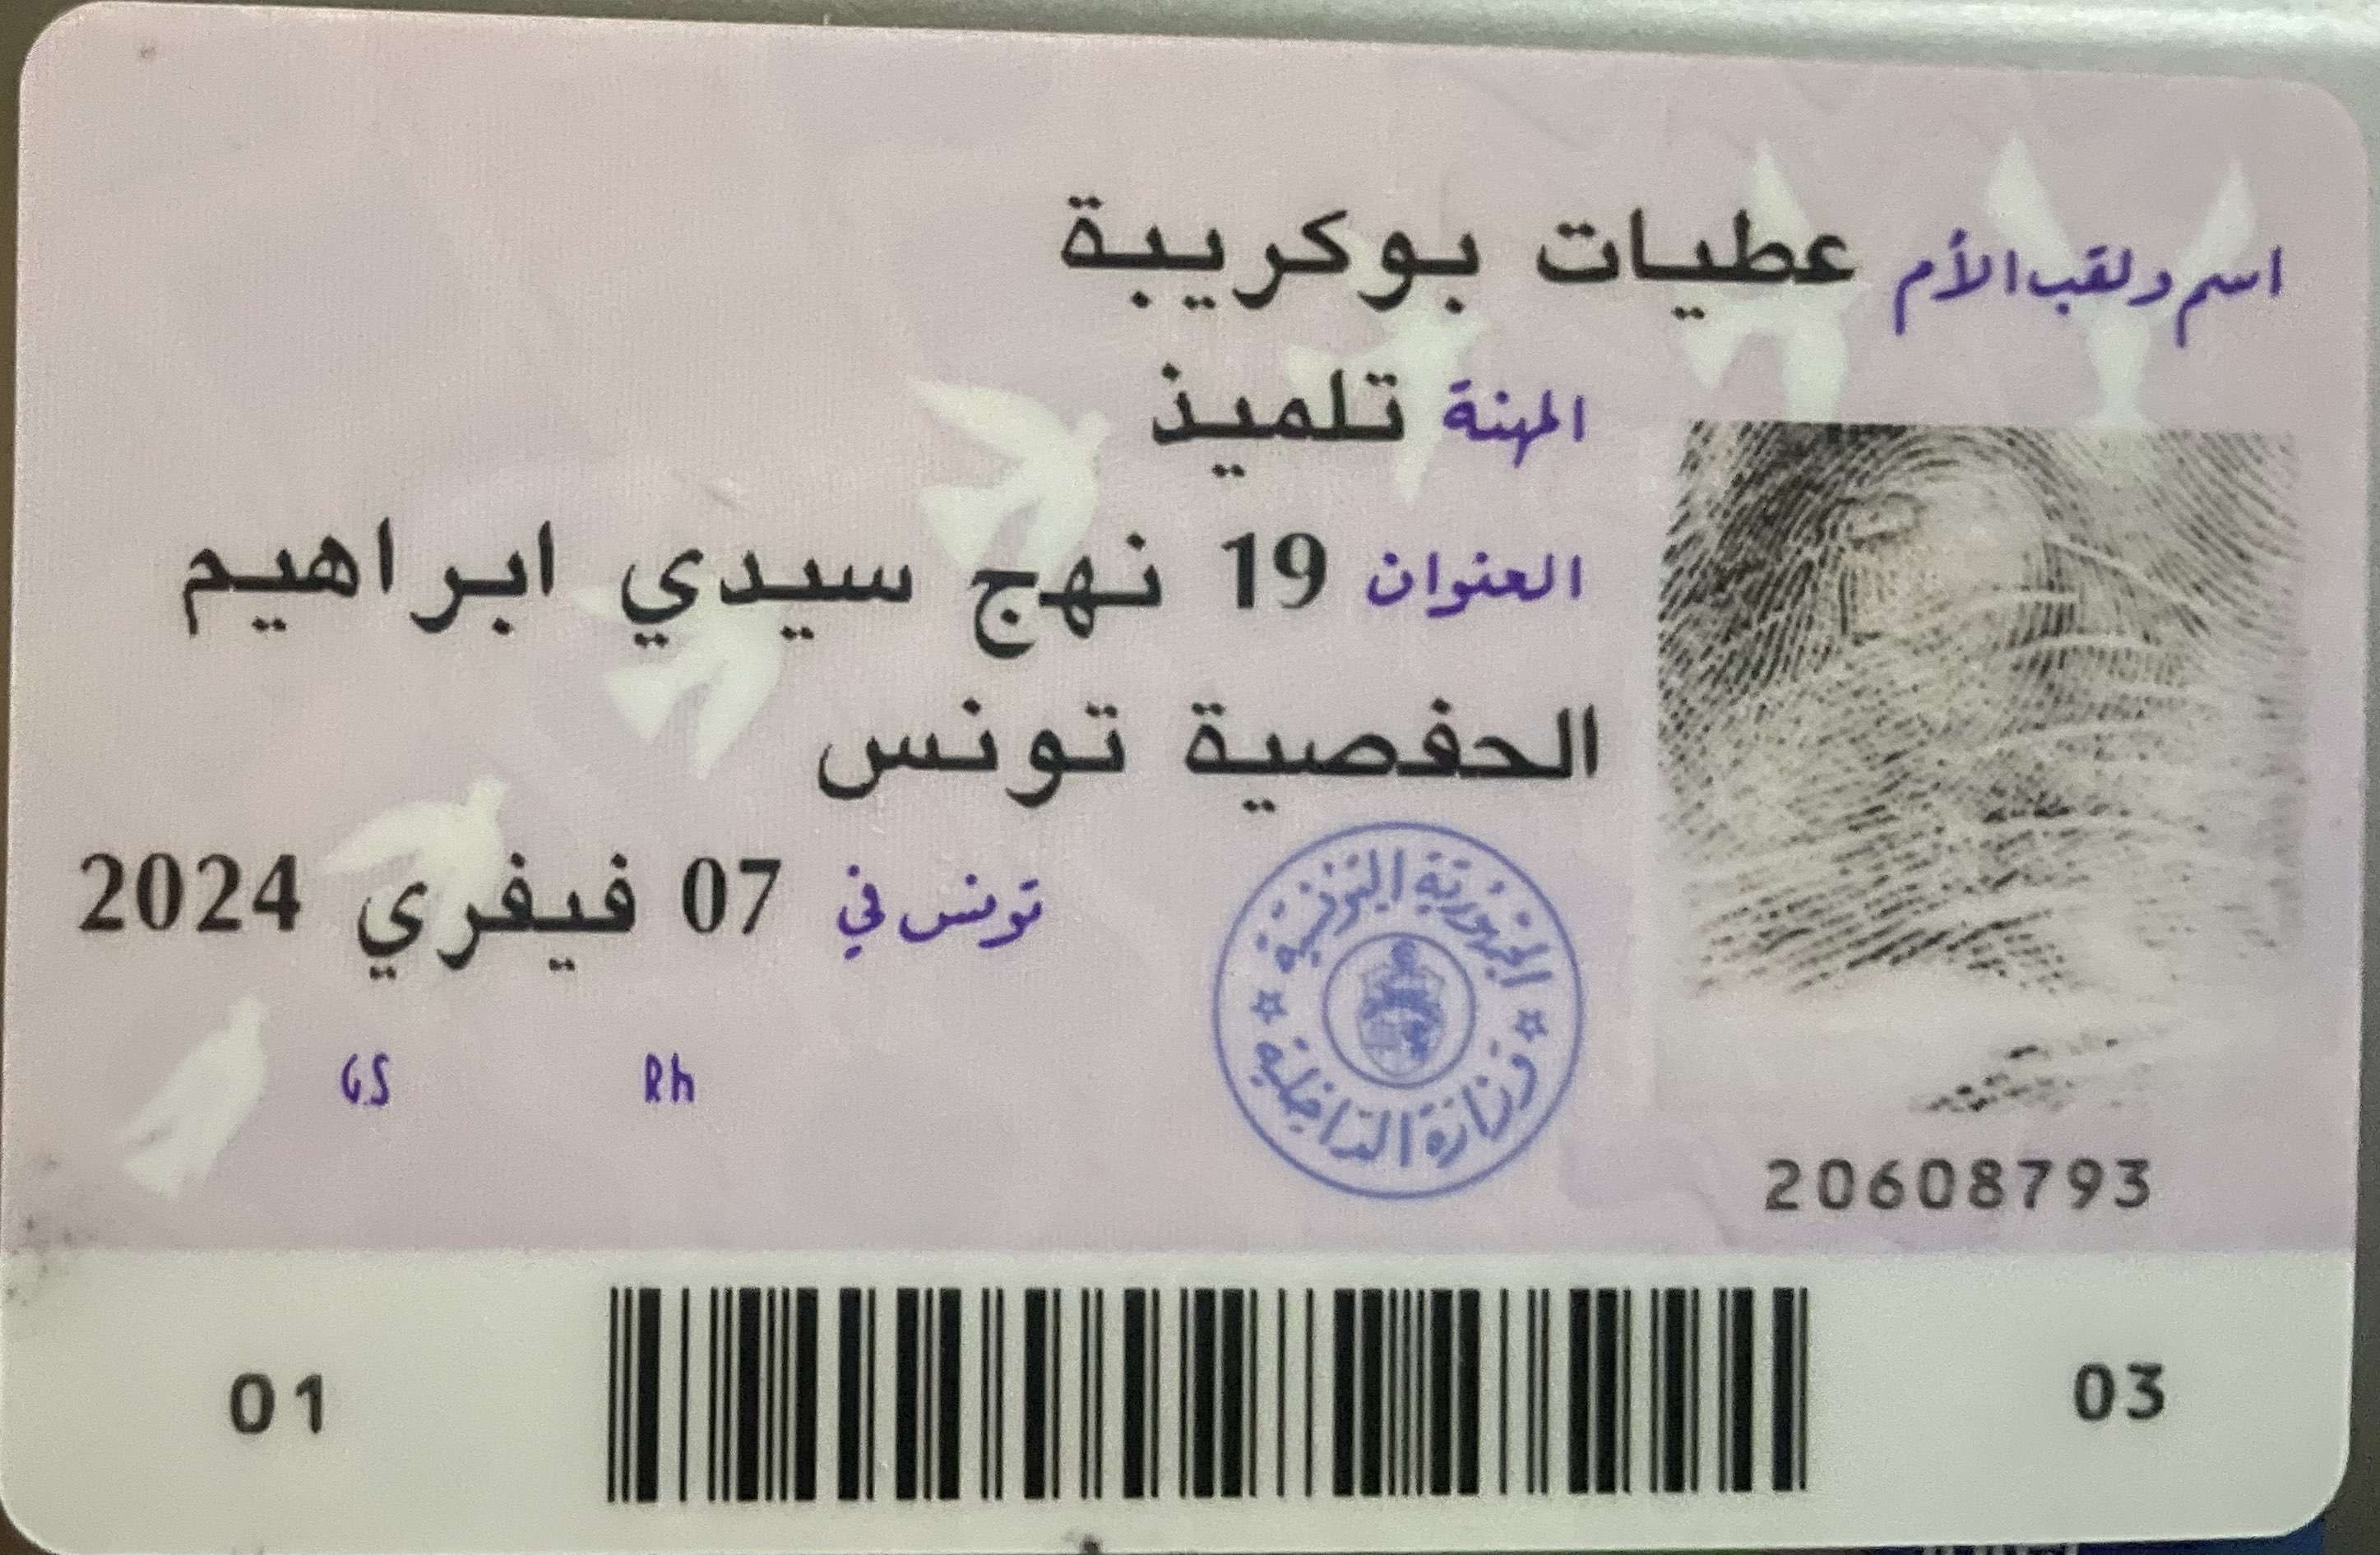 اسم ولقب الأم عطيات بوكريبة
المهنة تلميذ
العنوان 19 نهج سيدي ابراهيم
الحفصية تونس
تونس في 07 فيفري 2024
الجمهورية التونسية
وزارة الداخلية
GS Rh
20608793
01 03